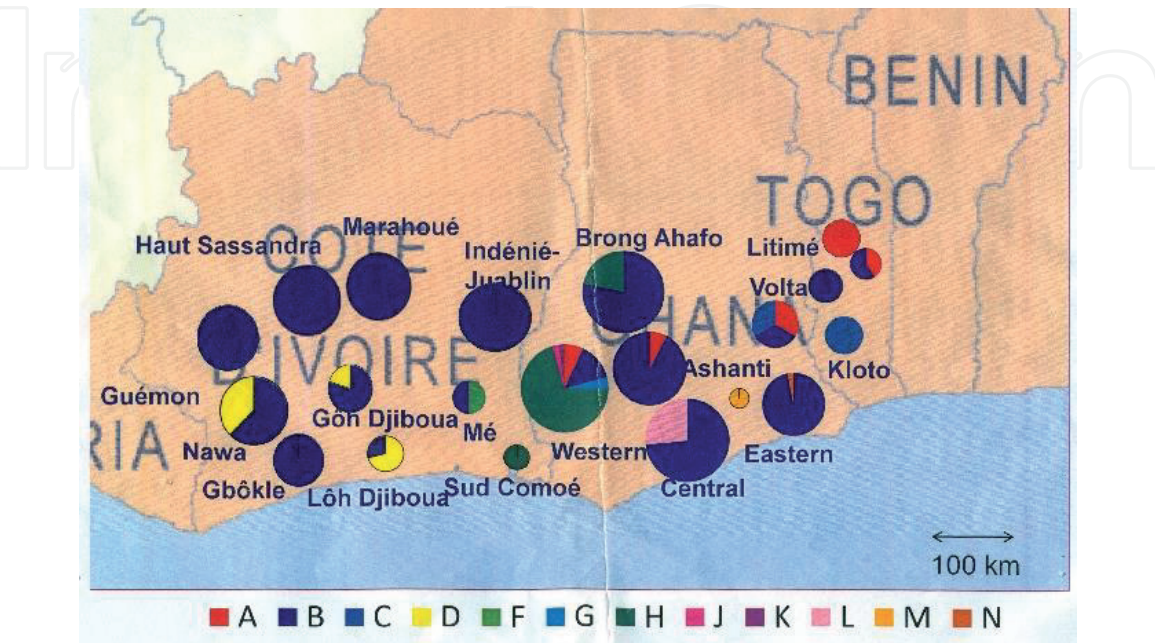 BENIN
TOGO
Marahoué
Haut Sassandra
COTE
Indénié-
Juablin
Brong Ahafo
Litimé
Volta
GHANA
D'IVOIRE
Ashanti
Kloto
Guémon
Gôh Djiboua
Mé
RIA
Nawa
Western
Eastern
Gbôkle
Lôh Djiboua
Sud Comoé
Central
100 km
A B C D F G H J K L M N